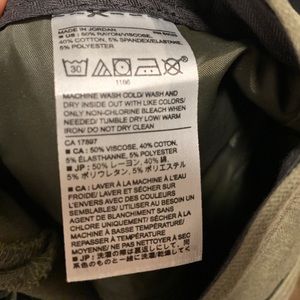 MADE IN JORDAN
■ US : 50% RAYON/VISCOSE,
40% COTTON, 5% SPANDEX/ELASTANE,
5% POLYESTER
30
1186
MACHINE WASH COLD/ WASH AND
DRY INSIDE OUT WITH LIKE COLORS/
ONLY NON-CHLORINE BLEACH WHEN
NEEDED/ TUMBLE DRY LOW/ WARM
IRON/ DO NOT DRY CLEAN
CA 17897
■ CA : 50% VISCOSE, 40% COTON,
5% ÉLASTHANNE, 5% POLYESTER
■ JP : 50% レーヨン, 40% 綿,
5% ポリウレタン, 5% ポリエステル
■ CA : LAVER À LA MACHINE À EAU
FROIDE/ LAVER ET SÉCHER SUR
L'ENVERS AVEC DES COULEURS
SEMBLABLES/ UTILISER AU BESOIN UN
AGENT DE BLANCHIMENT SANS
CHLORE UNIQUEMENT/ SÉCHER À
MACHINE À BASSE TEMPÉRATURE/
REPASSER À TEMPÉRATURE
MOYENNE/ NE PAS NETTOYER À SEC